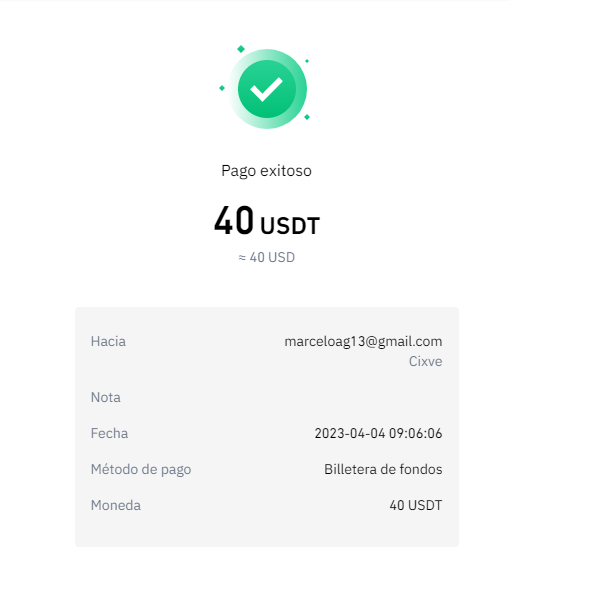 Pago exitoso
40 USDT
≈ 40 USD
Hacia marceloag13@gmail.com
Cixve
Nota
Fecha 2023-04-04 09:06:06
Método de pago Billetera de fondos
Moneda 40 USDT